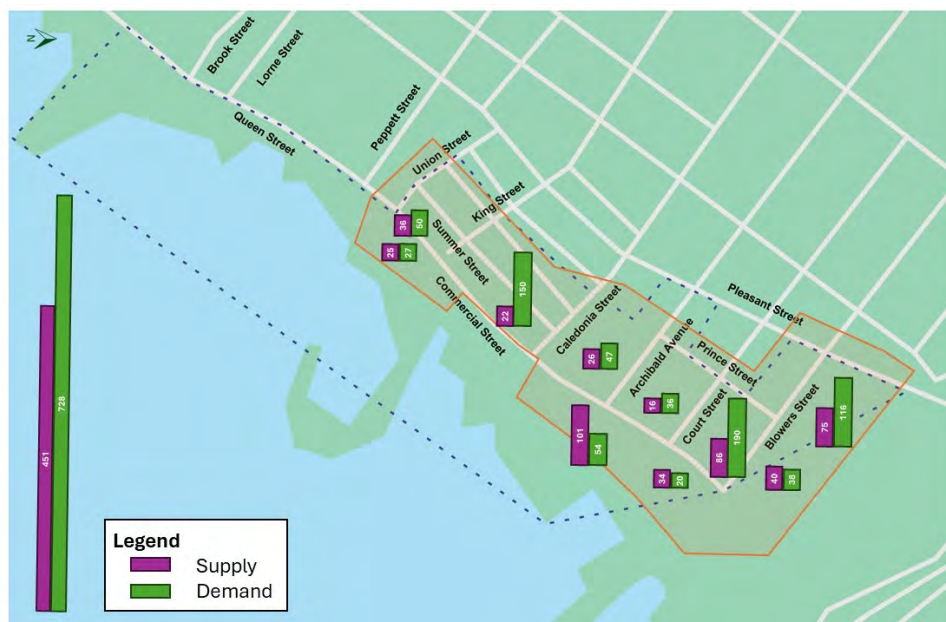 N
Brook Street
Lorne Street
Queen Street
Peppett Street
Union Street
King Street
Summer Street
Commercial Street
36
50
25
27
22
150
Caledonia Street
Pleasant Street
26
47
Archibald Avenue
Prince Street
16
36
Court Street
Blowers Street
101
54
86
190
75
116
34
20
40
38
451
728
Legend
Supply
Demand